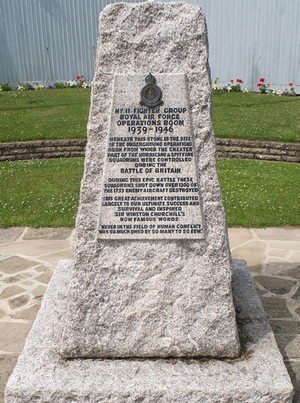 No 11 FIGHTER GROUP
ROYAL AIR FORCE
OPERATIONS ROOM
1939-1946
BENEATH THIS STONE IS THE SITE
OF THE UNDERGROUND OPERATIONS
ROOM FROM WHICH THE GREATER
PART OF THE HURRICANE & SPITFIRE
SQUADRONS WERE CONTROLLED
DURING THE
BATTLE OF BRITAIN
DURING THIS EPIC BATTLE THESE
SQUADRONS SHOT DOWN OVER 1300 OF
THE 1733 ENEMY AIRCRAFT DESTROYED
THIS GREAT ACHIEVEMENT CONTRIBUTED
LARGELY TO OUR ULTIMATE SUCCESS AND
SURVIVAL AND INSPIRED
SIR WINSTON CHURCHILL'S
NOW FAMOUS WORDS
'NEVER IN THE FIELD OF HUMAN CONFLICT
WAS SO MUCH OWED BY SO MANY TO SO FEW'